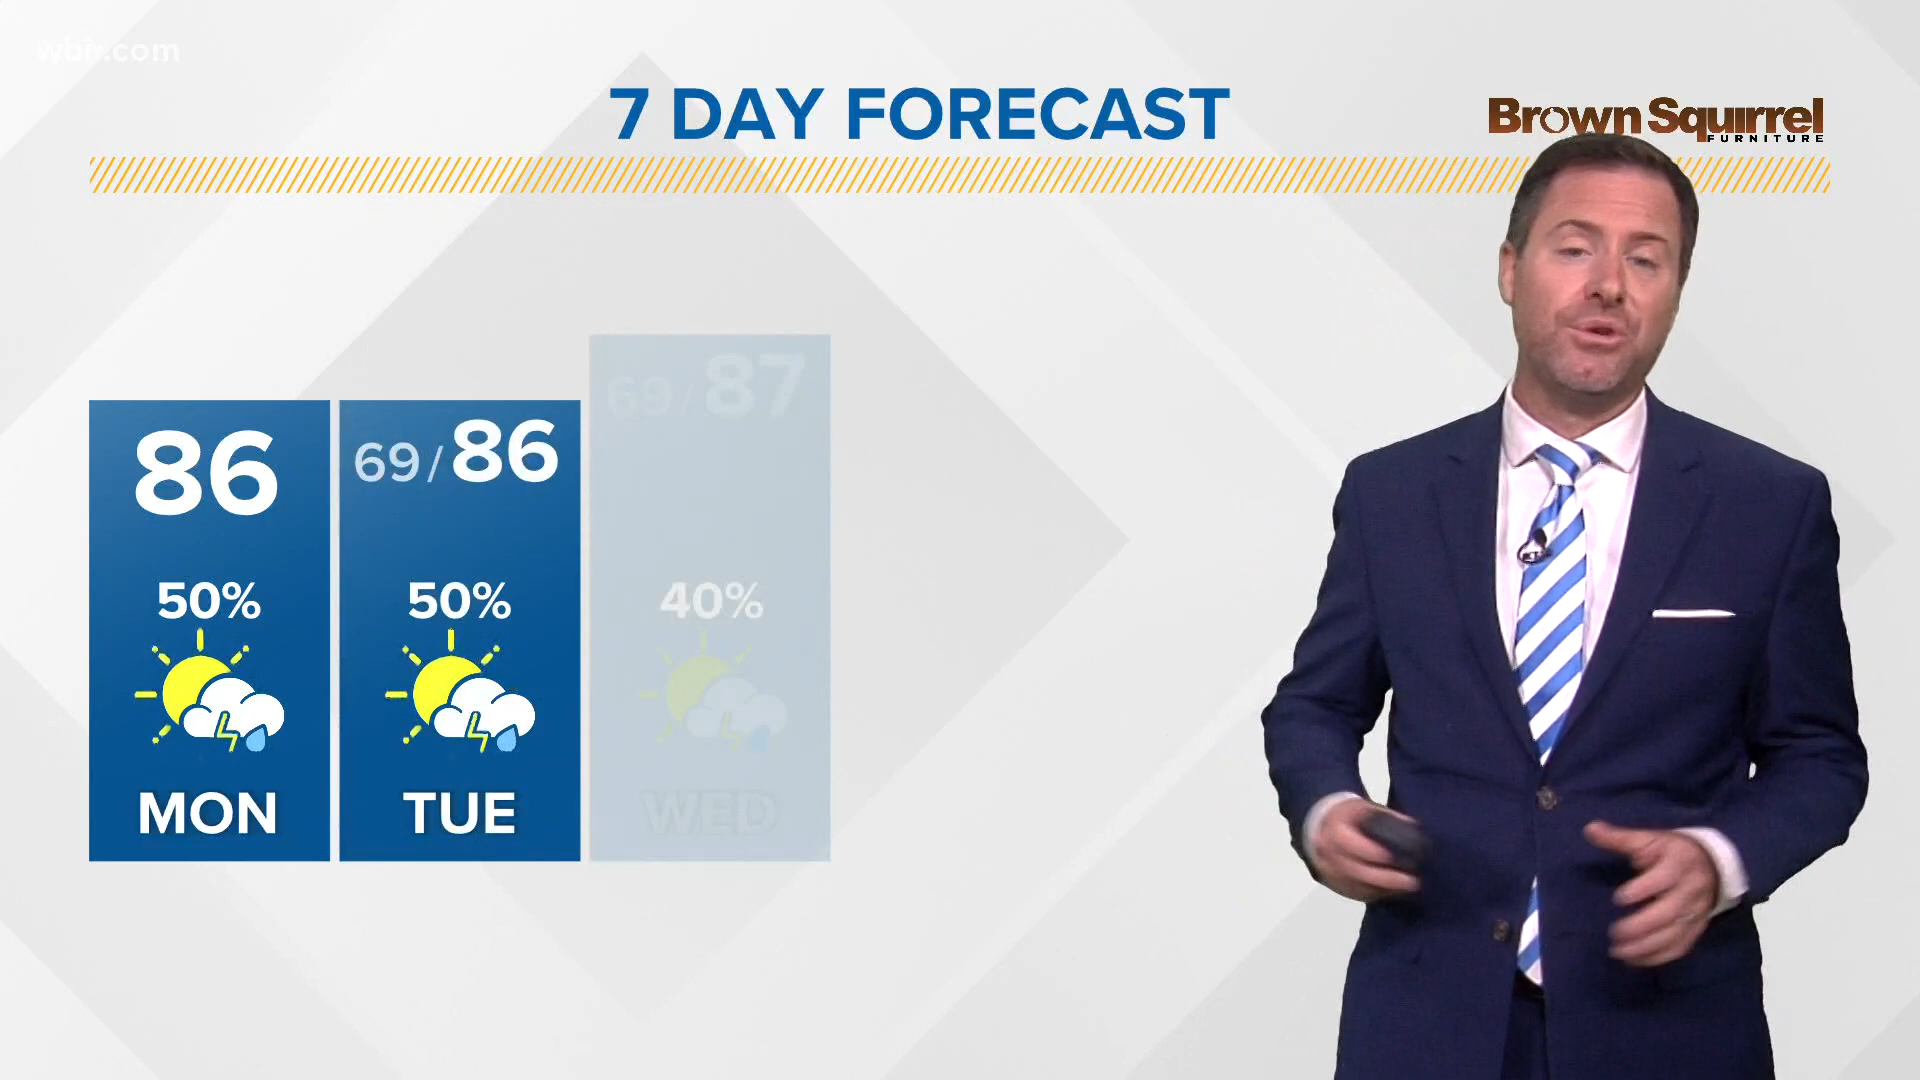 wbir.com
7 DAY FORECAST
Brown Squirrel
FURNITURE
86
50%
MON
69/86
50%
TUE
69/87
40%
WED